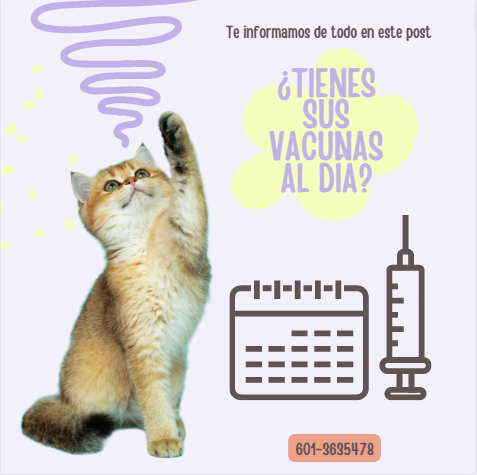 Te informamos de todo en este post
¿TIENES
SUS
VACUNAS
AL DIA?
601-3635478